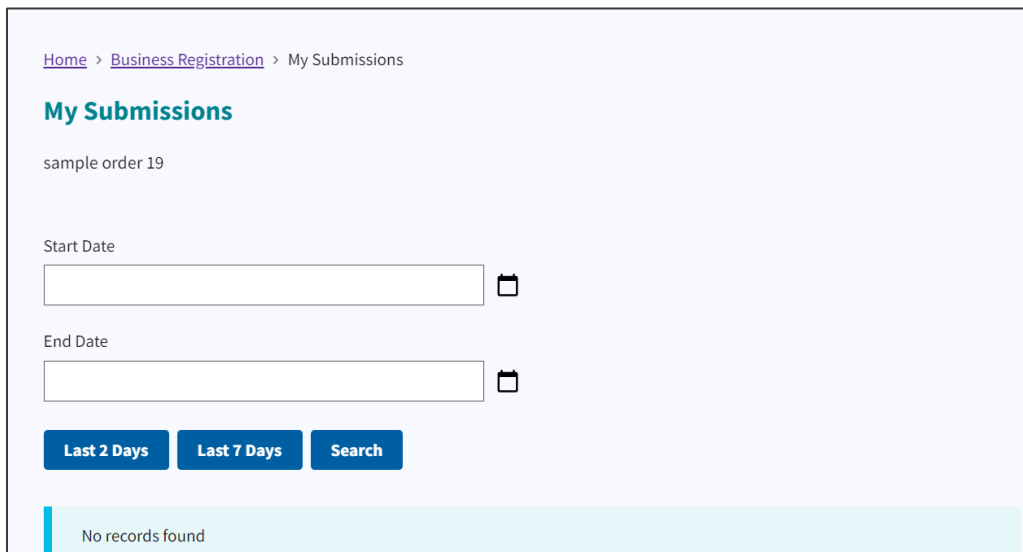 Home > Business Registration > My Submissions
My Submissions
sample order 19
Start Date
End Date
Last 2 Days Last 7 Days Search
No records found